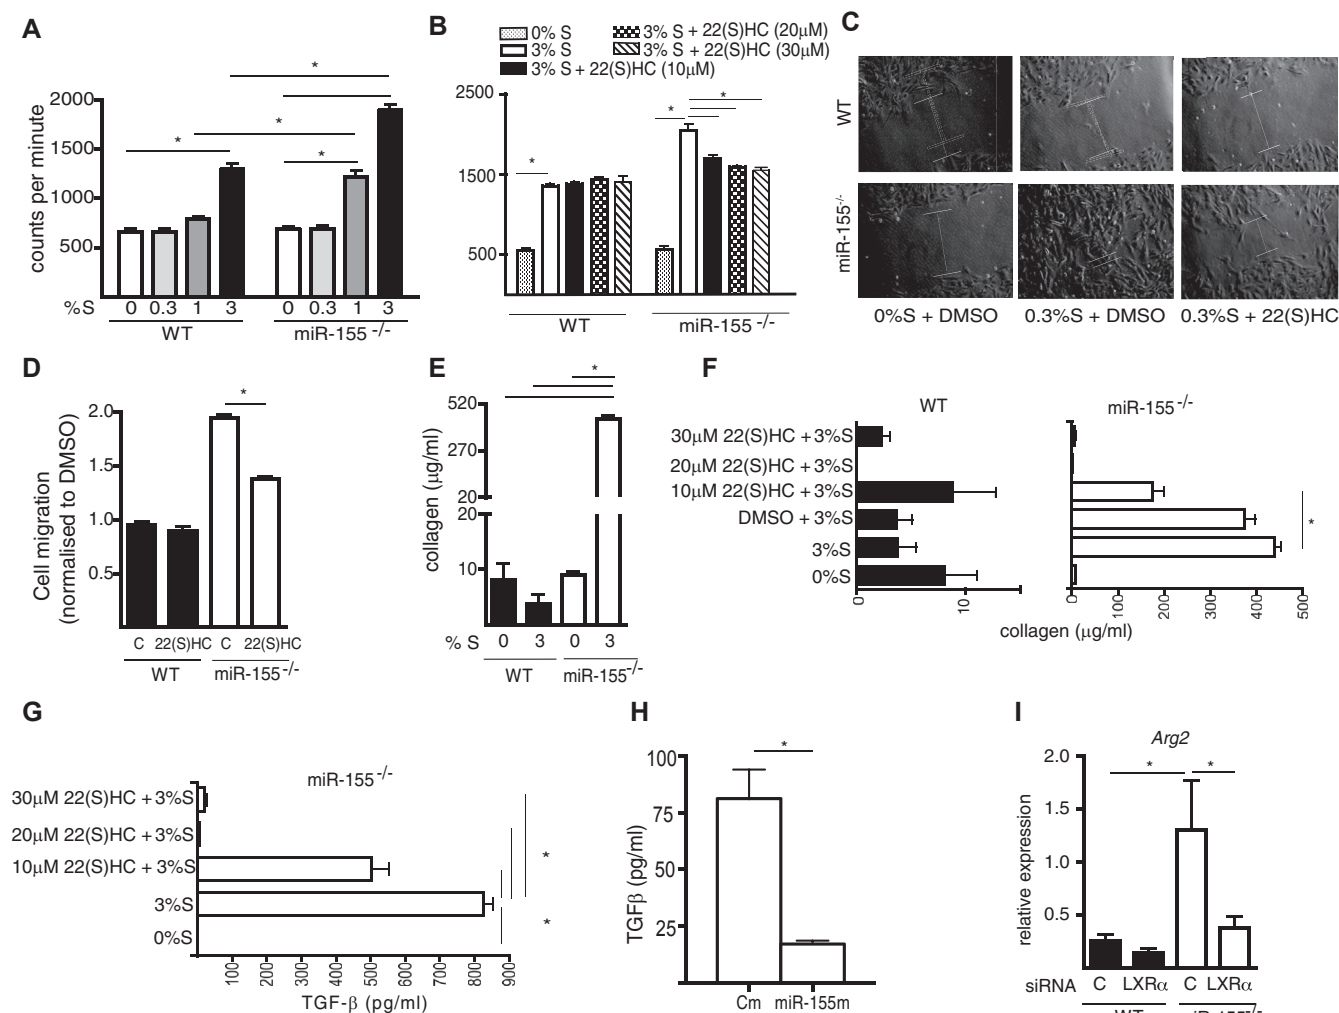 A
counts per minute
2000
1500
1000
500
*
*
*
*
%S 0 0.3 1 3 0 0.3 1 3
WT miR-155 -/-
B
0% S
3% S
3% S + 22(S)HC (10μM)
3% S + 22(S)HC (20μM)
3% S + 22(S)HC (30μM)
2500
1500
500
*
*
*
WT miR-155 -/-
C
WT
miR-155-/-
0%S + DMSO 0.3%S + DMSO 0.3%S + 22(S)HC
D
Cell migration
(normalised to DMSO)
2.0
1.5
1.0
0.5
*
C 22(S)HC C 22(S)HC
WT miR-155-/-
E
collagen (μg/ml)
520
270
20
20
10
*
% S 0 3 0 3
WT miR-155-/-
F
WT miR-155 -/-
30μM 22(S)HC + 3%S
20μM 22(S)HC + 3%S
10μM 22(S)HC + 3%S
DMSO + 3%S
3%S
0%S
*
0 10 0 100 200 300 400 500
collagen (μg/ml)
G
miR-155 -/-
30μM 22(S)HC + 3%S
20μM 22(S)HC + 3%S
10μM 22(S)HC + 3%S
3%S
0%S
*
*
100 200 300 400 500 600 700 800 900
TGF-β (pg/ml)
H
TGFβ (pg/ml)
100
75
50
25
*
Cm miR-155m
I
Arg2
relative expression
2.0
1.5
1.0
0.5
*
*
siRNA C LXRα C LXRα